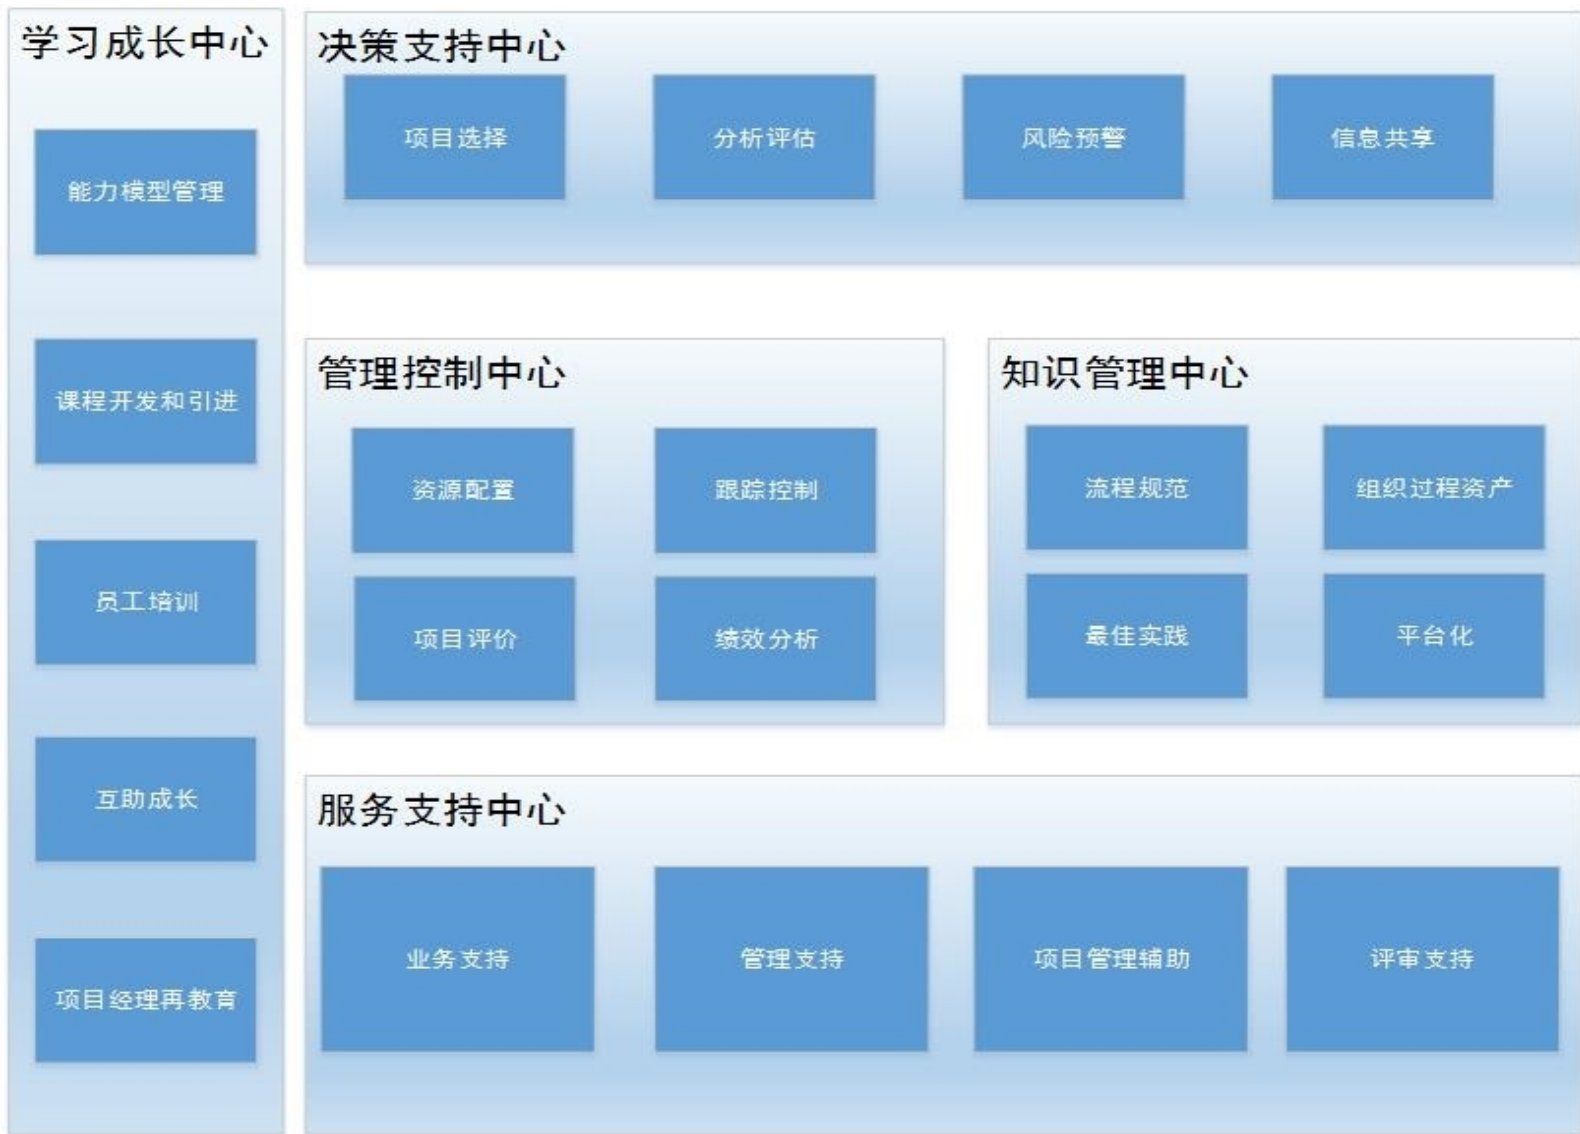 学习成长中心
能力模型管理
课程开发和引进
员工培训
互助成长
项目经理再教育
决策支持中心
项目选择
分析评估
风险预警
信息共享
管理控制中心
资源配置
跟踪控制
项目评价
绩效分析
知识管理中心
流程规范
组织过程资产
最佳实践
平台化
服务支持中心
业务支持
管理支持
项目管理辅助
评审支持